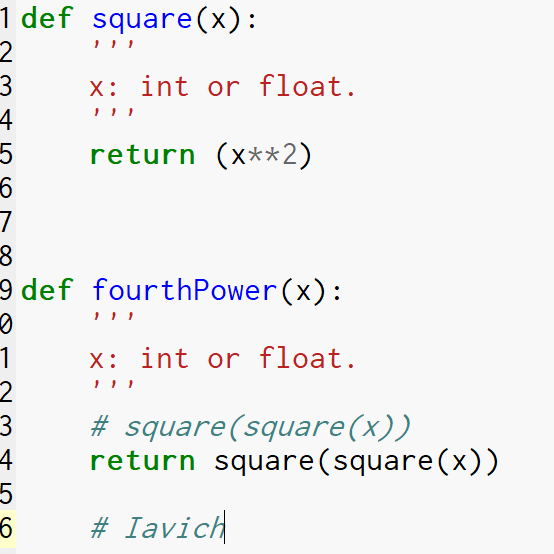 1 def square(x):
2 '''
3 x: int or float.
4 '''
5 return (x**2)
6
7
8
9 def fourthPower(x):
0 '''
1 x: int or float.
2 '''
3 # square(square(x))
4 return square(square(x))
5
6 # Iavich